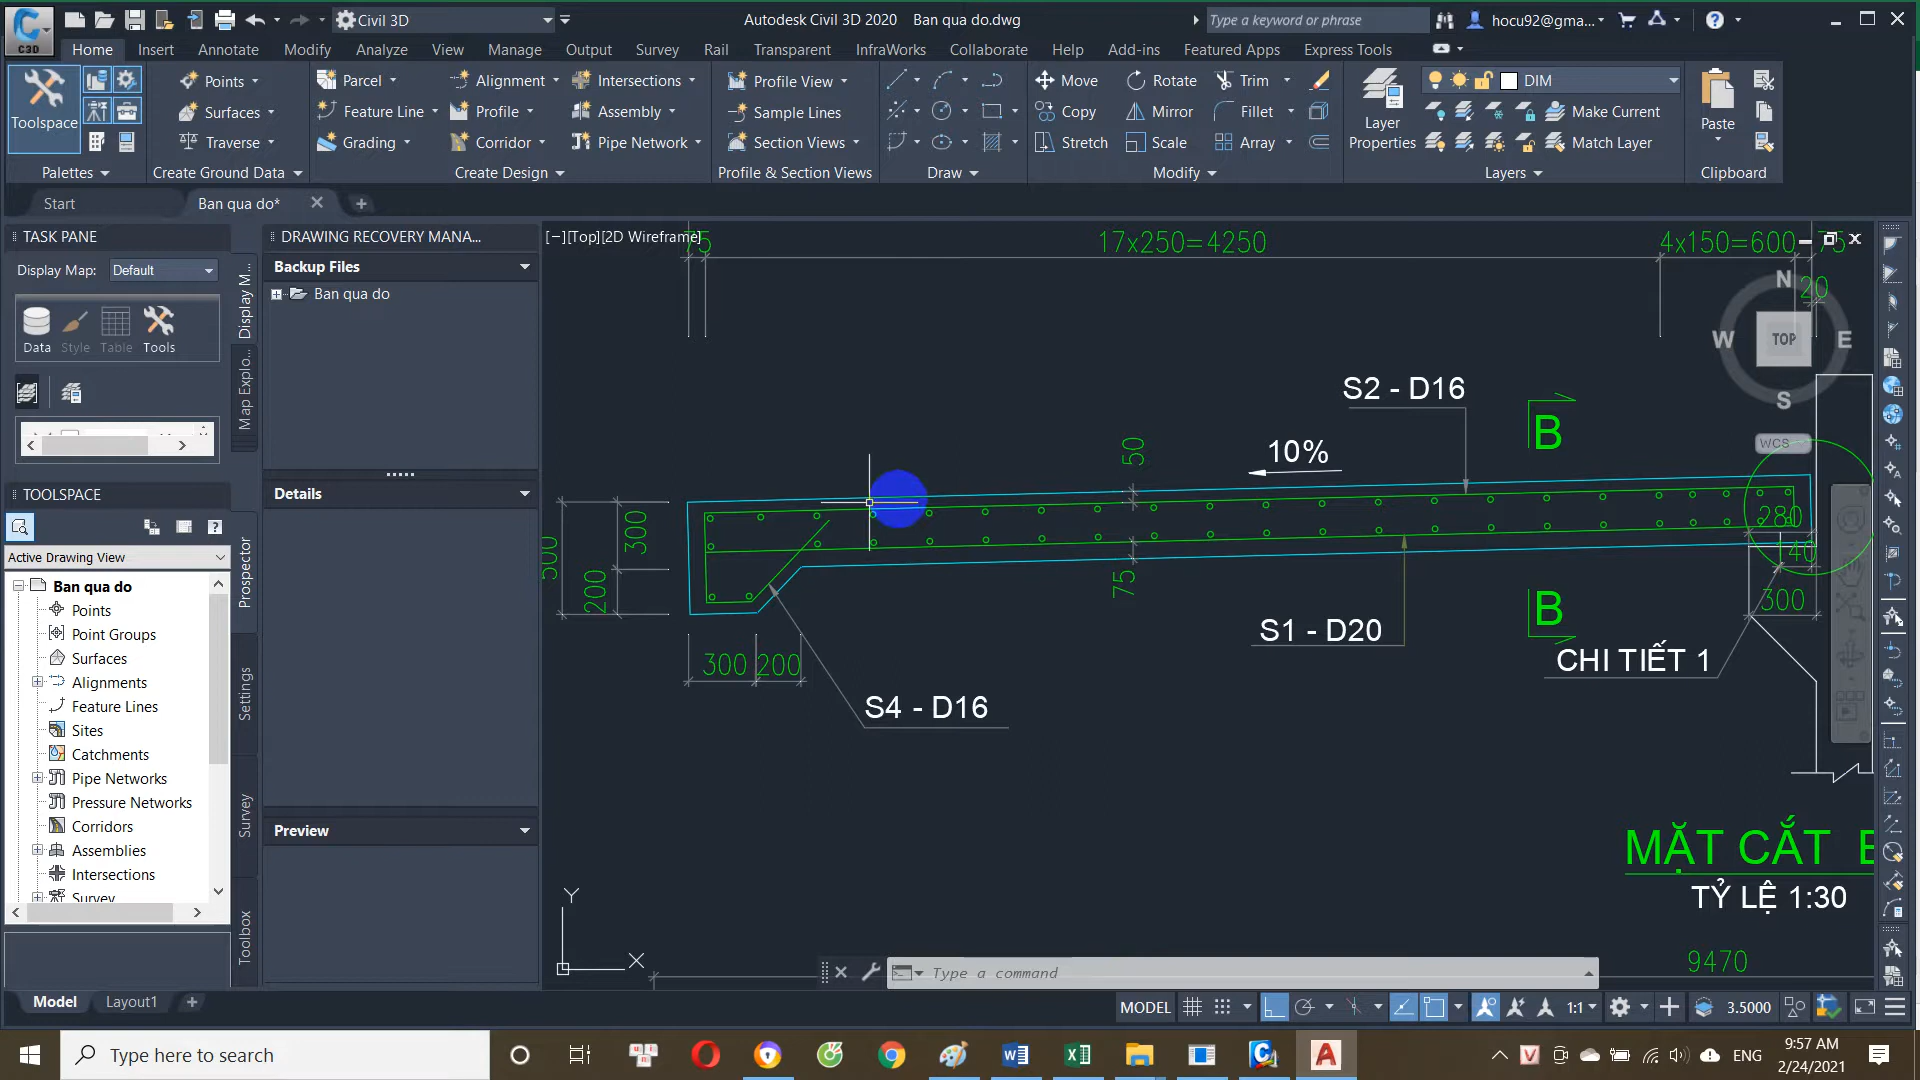 C3D
Civil 3D
Autodesk Civil 3D 2020 Ban qua do.dwg
Type a keyword or phrase
hocu92@gma...
Home Insert Annotate Modify Analyze View Manage Output Survey Rail Transparent InfraWorks Collaborate Help Add-ins Featured Apps Express Tools
Toolspace
Points
Surfaces
Traverse
Parcel
Feature Line
Grading
Alignment
Profile
Corridor
Intersections
Assembly
Pipe Network
Profile View
Sample Lines
Section Views
Move
Copy
Stretch
Rotate
Mirror
Scale
Trim
Fillet
Array
Layer
Properties
DIM
Make Current
Match Layer
Paste
Palettes
Create Ground Data
Create Design
Profile & Section Views
Draw
Modify
Layers
Clipboard
Start
Ban qua do*
TASK PANE
Display Map: Default
Data Style Table Tools
Display M...
Map Explo...
TOOLSPACE
Active Drawing View
Ban qua do
Points
Point Groups
Surfaces
Alignments
Feature Lines
Sites
Catchments
Pipe Networks
Pressure Networks
Corridors
Assemblies
Intersections
Survey
Prospector
Settings
Survey
Toolbox
DRAWING RECOVERY MANA...
Backup Files
Ban qua do
Details
Preview
[−][Top][2D Wireframe]
75
17x250=4250
4x150=600
75
20
N
W
TOP
E
S
WCS
S2 - D16
B
10%
50
500
300
200
75
280
140
300
S1 - D20
B
CHI TIẾT 1
300
200
S4 - D16
MẶT CẮT
TỶ LỆ 1:30
9470
Y
X
Type a command
Model
Layout1
MODEL
1:1
3.5000
Type here to search
ENG
9:57 AM
2/24/2021